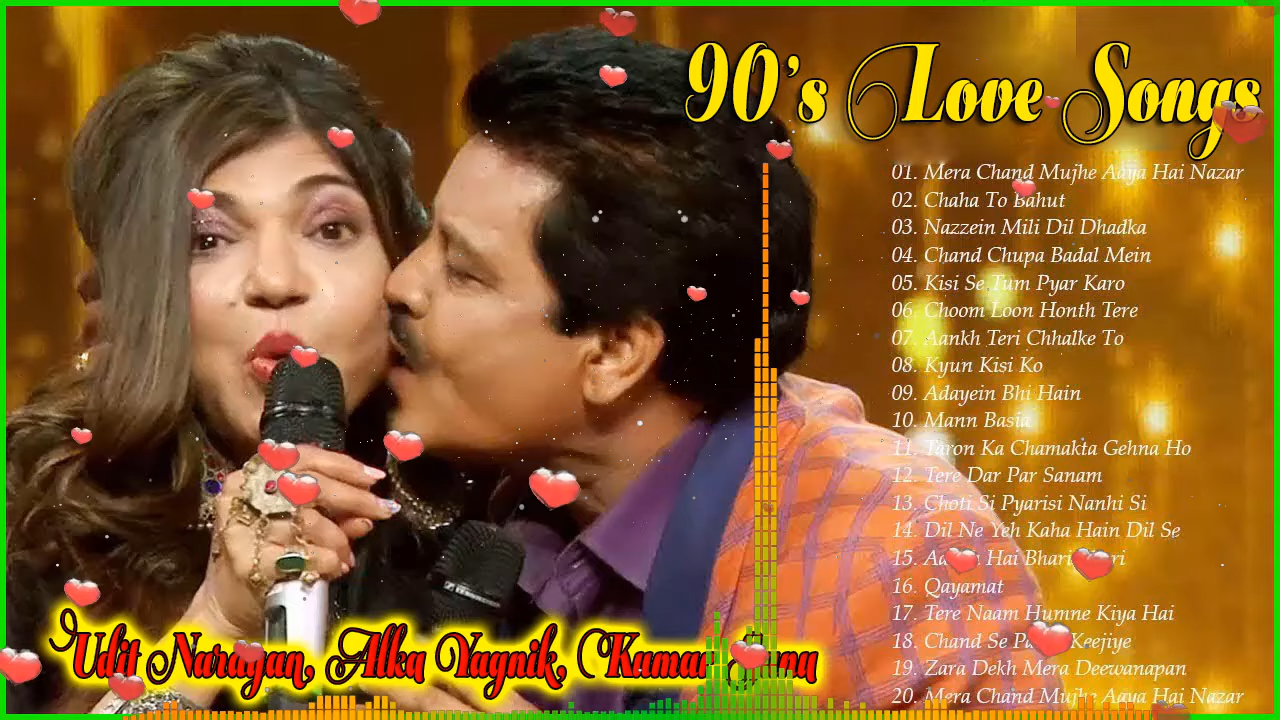 90's Love Songs
01. Mera Chand Mujhe Aaya Hai Nazar
02. Chaha To Bahut
03. Nazzein Mili Dil Dhadka
04. Chand Chupa Badal Mein
05. Kisi Se Tum Pyar Karo
06. Choom Loon Honth Tere
07. Aankh Teri Chhalke To
08. Kyun Kisi Ko
09. Adayein Bhi Hain
10. Mann Basia
11. Taron Ka Chamakta Gehna Ho
12. Tere Dar Par Sanam
13. Choti Si Pyarisi Nanhi Si
14. Dil Ne Yeh Kaha Hain Dil Se
15. Hai
16. Qayamat
17. Tere Naam Humne Kiya Hai
18. Chand Se Keejiye
19. Zara Dekh Mera Deewanapan
20. Mera Chand Mujhe Aaya Hai Nazar
Udit Narayan, Alka Yagnik, Kumar Sanu